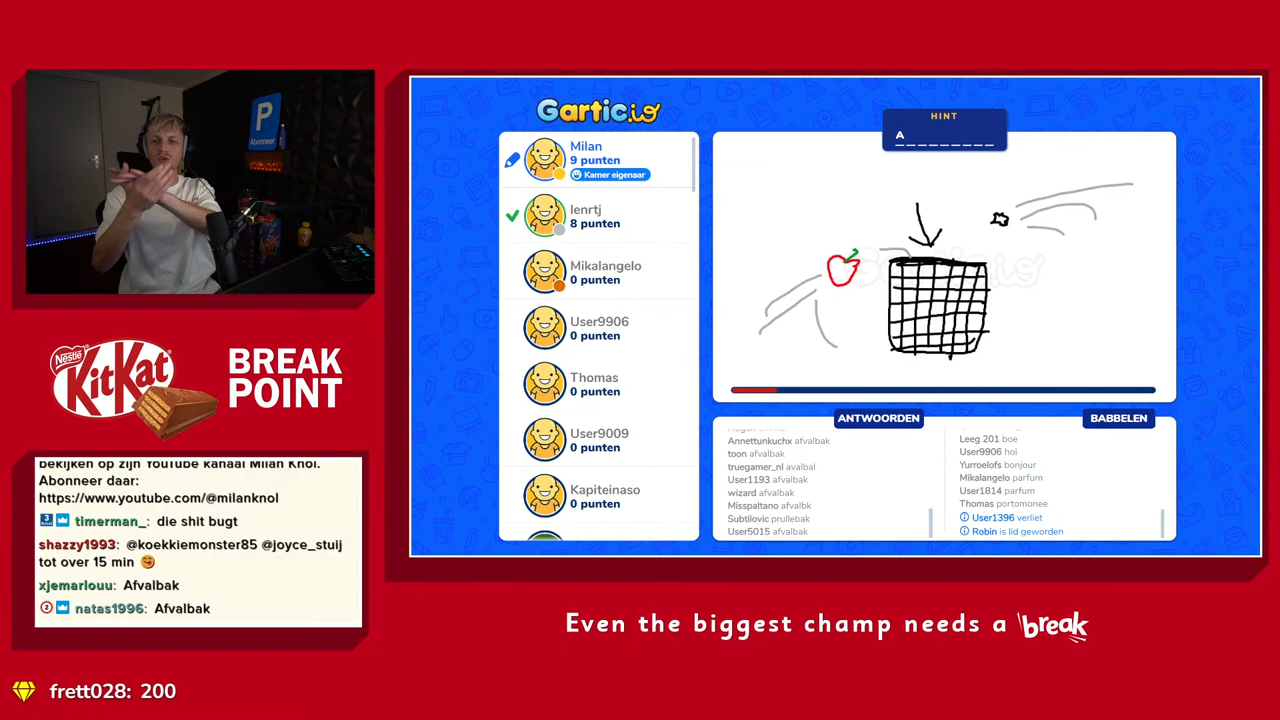 P
Abonneer
Nestle
KitKat
BREAK
POINT
bekijken op zijn YouTube kanaal Milan Knol.
Abonneer daar:
https://www.youtube.com/@milanknol
timerman_: die shit bugt
shazzy1993: @koekkiemonster85 @joyce_stuij
tot over 15 min
xjemarlouu: Afvalbak
2 natas1996: Afvalbak
frett028: 200
Gartic.io
Milan
9 punten
Kamer eigenaar
lenrtj
8 punten
Mikalangelo
0 punten
User9906
0 punten
Thomas
0 punten
User9009
0 punten
Kapiteinaso
0 punten
HINT
A _ _ _ _ _ _ _ _ _
ANTWOORDEN
Annettunkuchx afvalbak
toon afvalbak
truegamer_nl avalbal
User1193 afvalbak
wizard afvalbak
Misspaltano afvalbk
Subtilovic prullebak
User5015 afvalbak
BABBELEN
Leeg 201 boe
User9906 hoi
Yurroelofs bonjour
Mikalangelo parfum
User1814 parfum
Thomas portomonee
User1396 verliet
Robin is lid geworden
Even the biggest champ needs a break